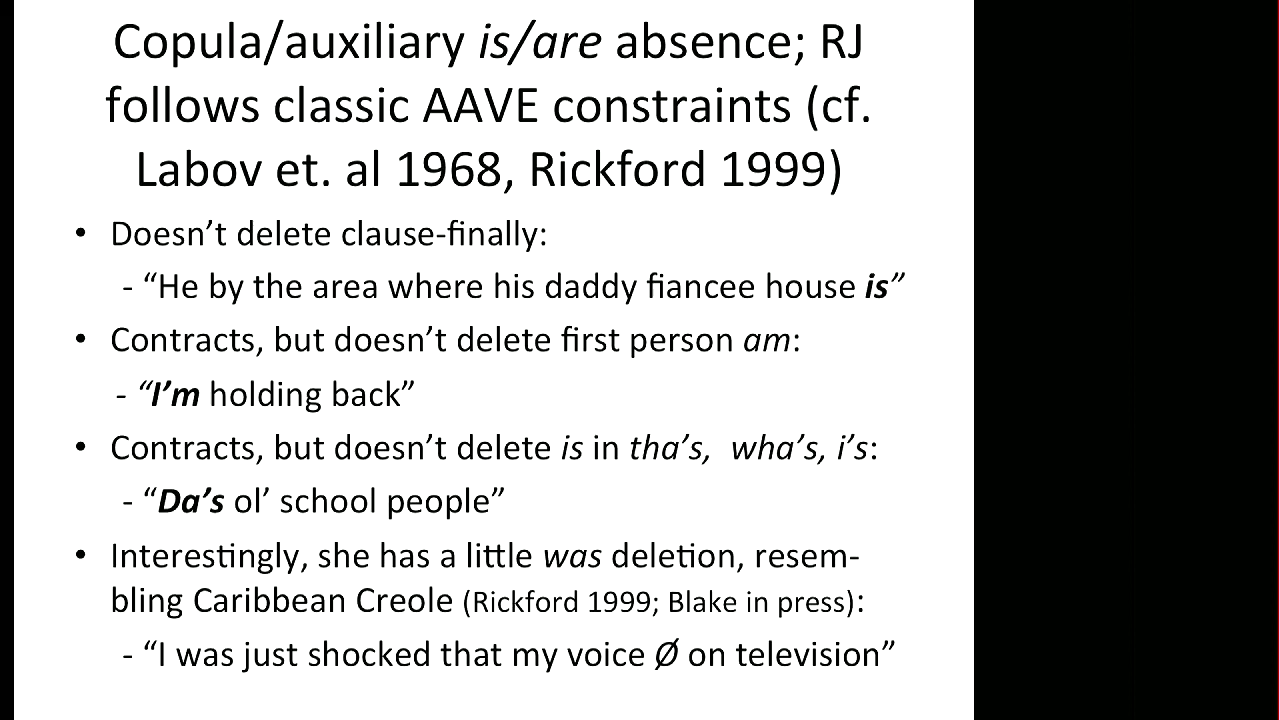 Copula/auxiliary is/are absence; RJ
follows classic AAVE constraints (cf.
Labov et. al 1968, Rickford 1999)
• Doesn’t delete clause-finally:
- “He by the area where his daddy fiancee house is”
• Contracts, but doesn’t delete first person am:
- “I’m holding back”
• Contracts, but doesn’t delete is in tha’s, wha’s, i’s:
- “Da’s ol’ school people”
• Interestingly, she has a little was deletion, resem-
bling Caribbean Creole (Rickford 1999; Blake in press):
- “I was just shocked that my voice Ø on television”